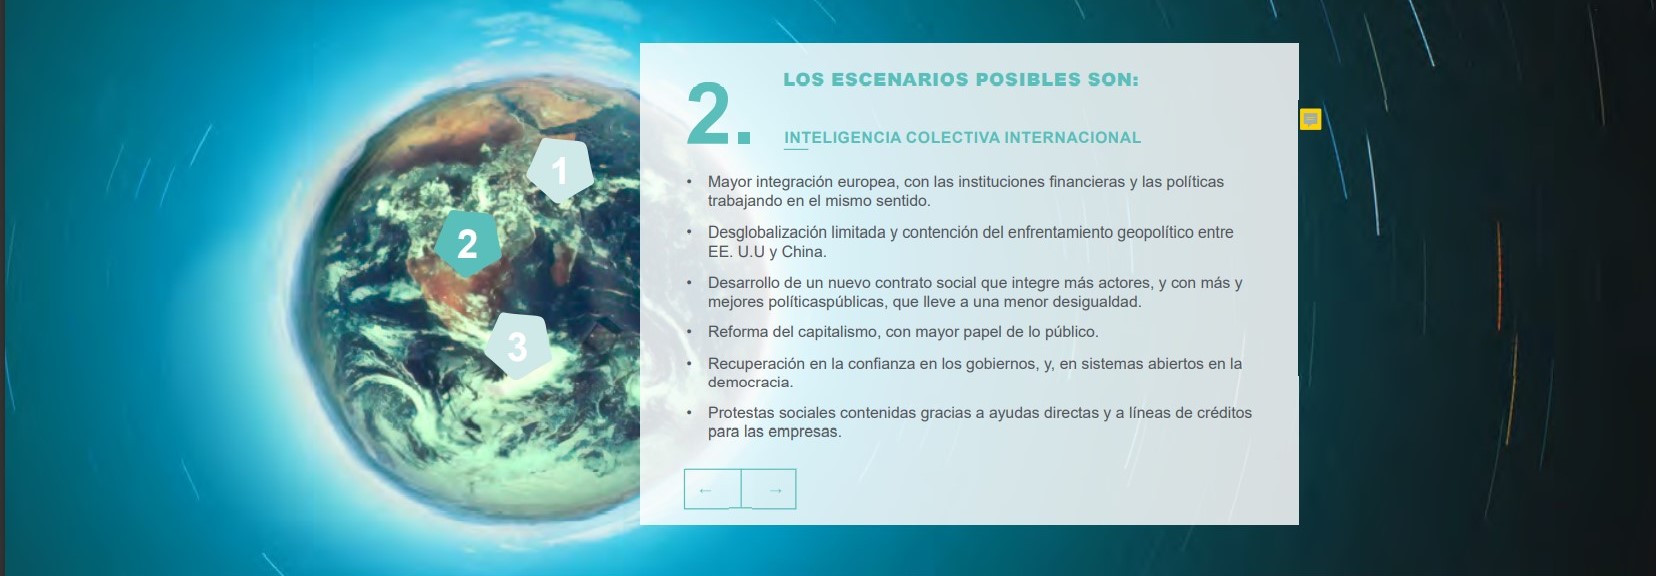 2.
LOS ESCENARIOS POSIBLES SON:
INTELIGENCIA COLECTIVA INTERNACIONAL
• Mayor integración europea, con las instituciones financieras y las políticas
trabajando en el mismo sentido.
• Desglobalización limitada y contención del enfrentamiento geopolítico entre
EE. U.U y China.
• Desarrollo de un nuevo contrato social que integre más actores, y con más y
mejores políticaspúblicas, que lleve a una menor desigualdad.
• Reforma del capitalismo, con mayor papel de lo público.
• Recuperación en la confianza en los gobiernos, y, en sistemas abiertos en la
democracia.
• Protestas sociales contenidas gracias a ayudas directas y a líneas de créditos
para las empresas.
← →
1
2
3